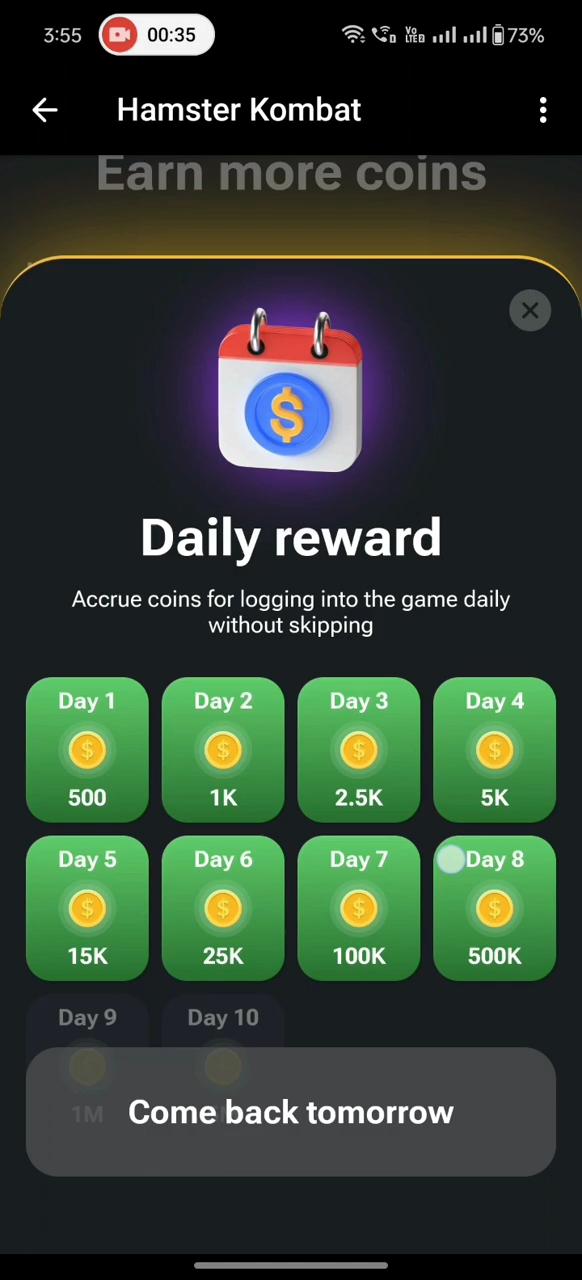 3:55 00:35 Vo LTE2 73%
Hamster Kombat
Earn more coins
Daily reward
Accrue coins for logging into the game daily
without skipping
Day 1 Day 2 Day 3 Day 4
$ $ $ $
500 1K 2.5K 5K
Day 5 Day 6 Day 7 Day 8
$ $ $ $
15K 25K 100K 500K
Day 9 Day 10
1M
Come back tomorrow